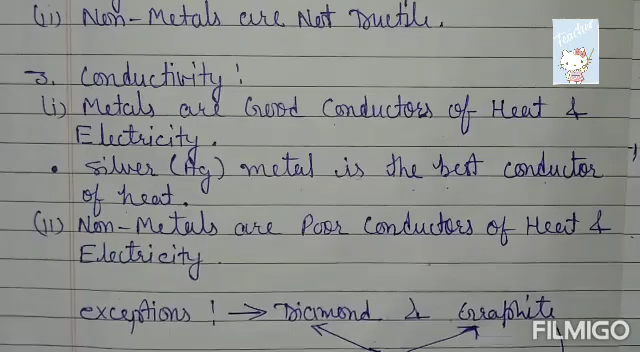 (ii) Non-Metals are Not Ductile.
Teacher
3. Conductivity:
(i) Metals are Good Conductors of Heat &
Electricity.
• Silver (Ag) metal is the best conductor
of heat.
(ii) Non-Metals are Poor Conductors of Heat &
Electricity
exceptions: → Diamond & Graphite
FILMIGO